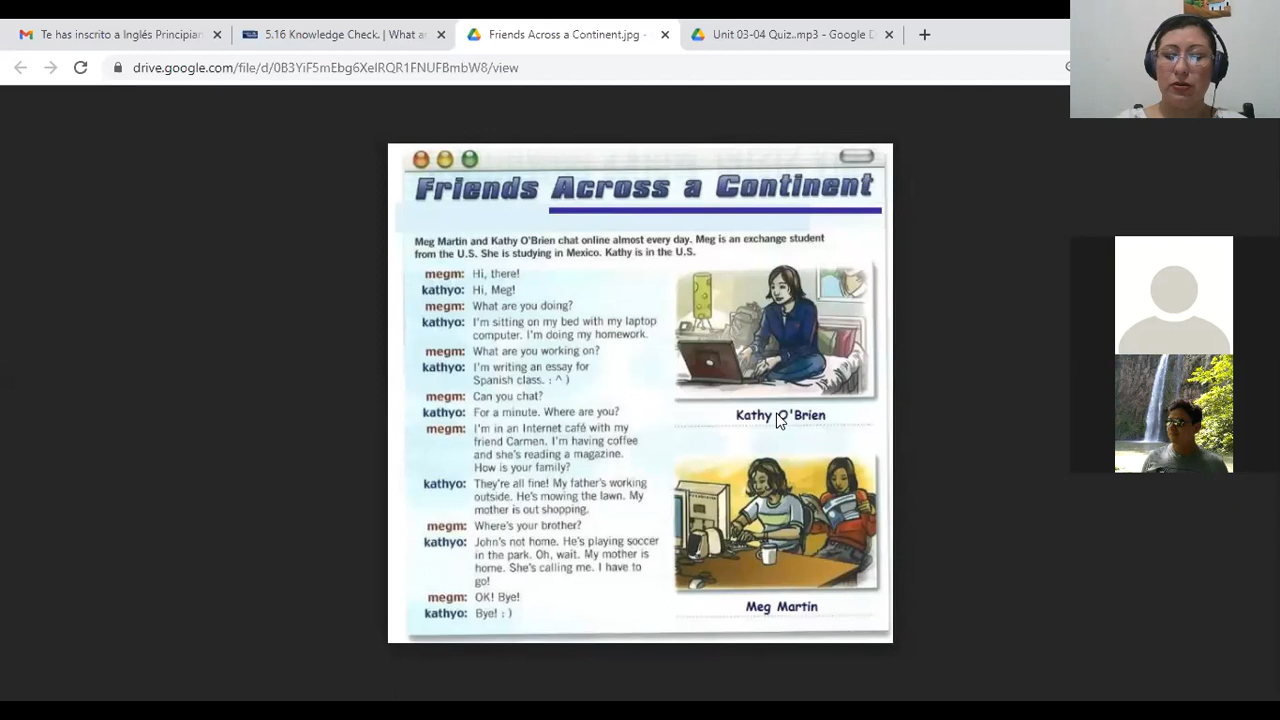 Te has inscrito a Inglés Principian
5.16 Knowledge Check. | What a
Friends Across a Continent.jpg -
Unit 03-04 Quiz..mp3 - Google D
drive.google.com/file/d/0B3YiF5mEbg6XelRQR1FNUFBmbW8/view
Friends Across a Continent
Meg Martin and Kathy O'Brien chat online almost every day. Meg is an exchange student
from the U.S. She is studying in Mexico. Kathy is in the U.S.
megm: Hi, there!
kathyo: Hi, Meg!
megm: What are you doing?
kathyo: I'm sitting on my bed with my laptop
computer. I'm doing my homework.
megm: What are you working on?
kathyo: I'm writing an essay for
Spanish class. : ^ )
megm: Can you chat?
kathyo: For a minute. Where are you?
megm: I'm in an Internet café with my
friend Carmen. I'm having coffee
and she's reading a magazine.
How is your family?
kathyo: They're all fine! My father's working
outside. He's mowing the lawn. My
mother is out shopping.
megm: Where's your brother?
kathyo: John's not home. He's playing soccer
in the park. Oh, wait. My mother is
home. She's calling me. I have to
go!
megm: OK! Bye!
kathyo: Bye! : )
Kathy O'Brien
Meg Martin